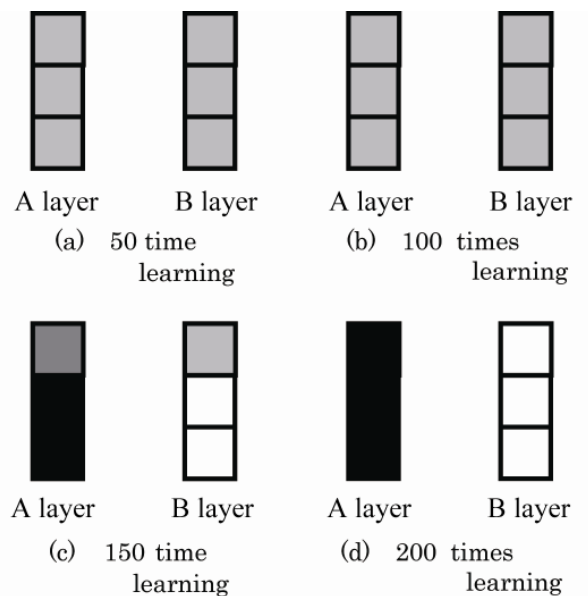 A layer B layer A layer B layer
(a) 50 time learning
(b) 100 times learning
A layer B layer A layer B layer
(c) 150 time learning
(d) 200 times learning